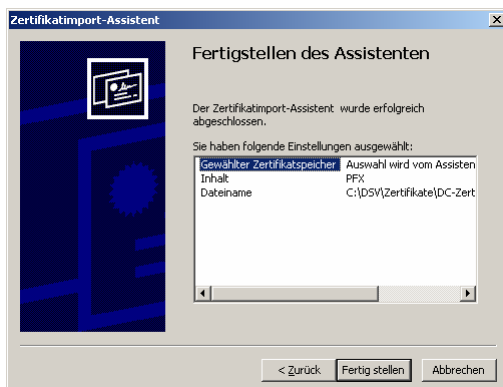 Zertifikatimport-Assistent
Fertigstellen des Assistenten
Der Zertifikatimport-Assistent wurde erfolgreich
abgeschlossen.
Sie haben folgende Einstellungen ausgewählt:
Gewählter Zertifikatspeicher Auswahl wird vom Assisten
Inhalt PFX
Dateiname C:\DSV\Zertifikate\DC-Zert
< Zurück Fertig stellen Abbrechen